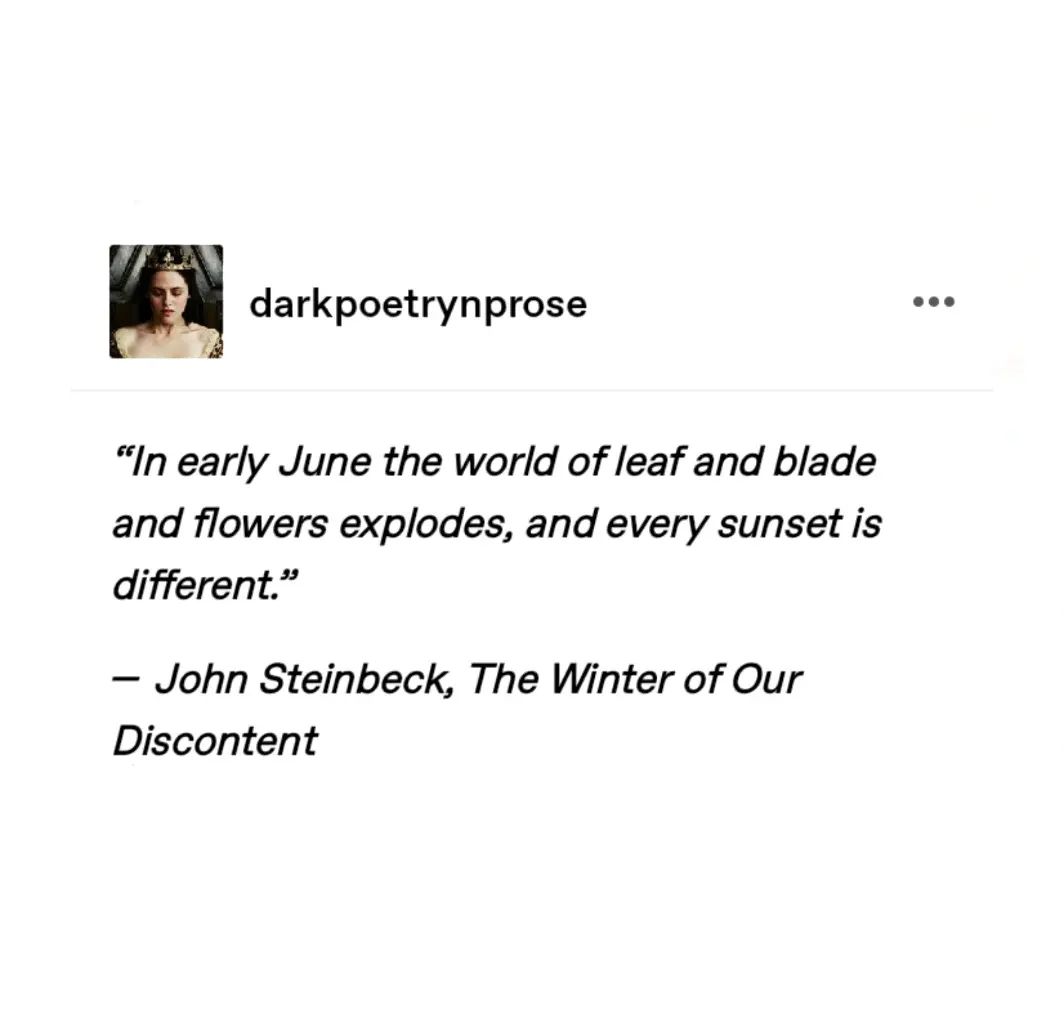 darkpoetrynprose
“In early June the world of leaf and blade
and flowers explodes, and every sunset is
different.”
— John Steinbeck, The Winter of Our
Discontent